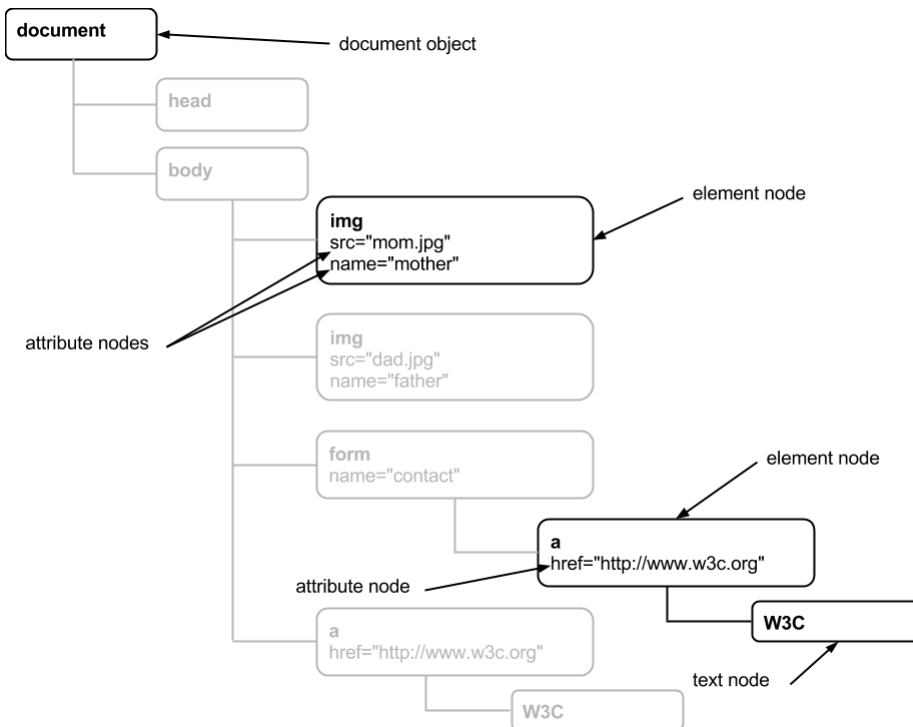 document
document object
head
body
element node
img
src="mom.jpg"
name="mother"
attribute nodes
img
src="dad.jpg"
name="father"
form
name="contact"
element node
a
href="http://www.w3c.org"
attribute node
W3C
a
href="http://www.w3c.org"
text node
W3C